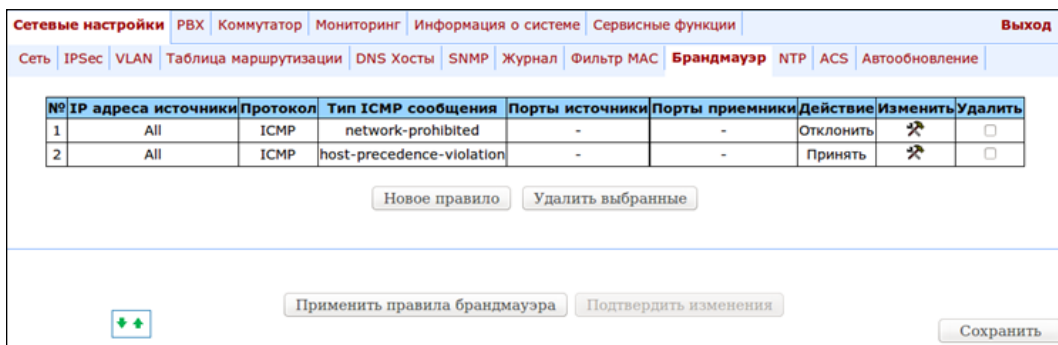 Сетевые настройки PBX Коммутатор Мониторинг Информация о системе Сервисные функции Выход
Сеть IPSec VLAN Таблица маршрутизации DNS Хосты SNMP Журнал Фильтр MAC Брандмауэр NTP ACS Автообновление
№ IP адреса источники Протокол Тип ICMP сообщения Порты источники Порты приемники Действие Изменить Удалить
1 All ICMP network-prohibited - - Отклонить
2 All ICMP host-precedence-violation - - Принять
Новое правило Удалить выбранные
Применить правила брандмауэра Подтвердить изменения
Сохранить